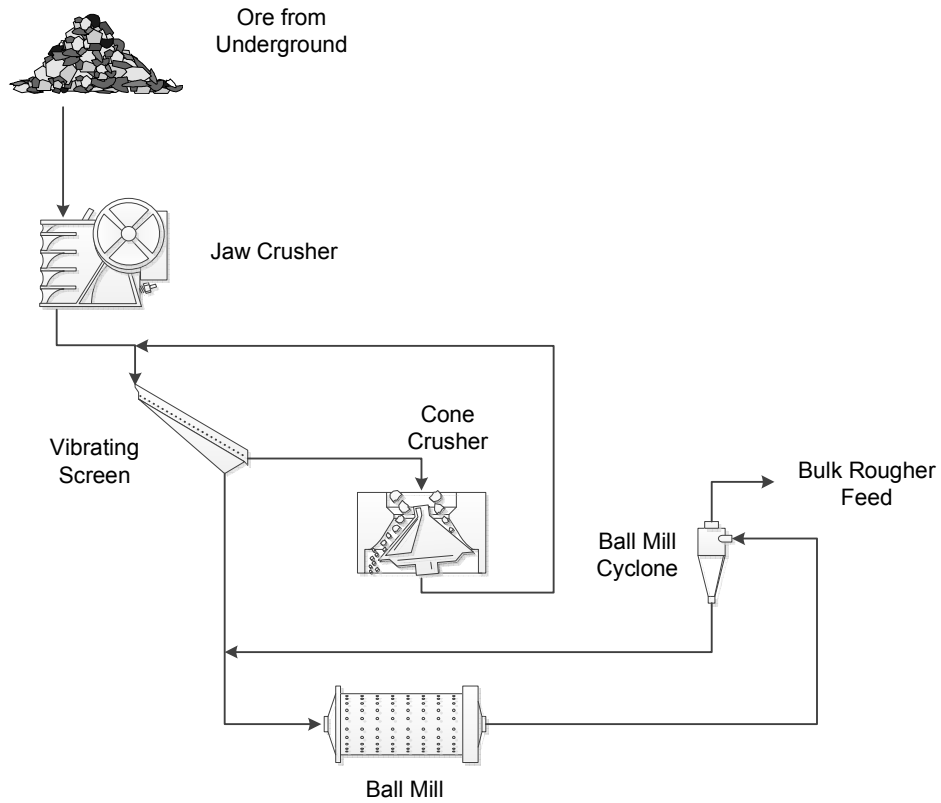 Ore from
Underground
Jaw Crusher
Cone
Crusher
Vibrating
Screen
Bulk Rougher
Feed
Ball Mill
Cyclone
Ball Mill